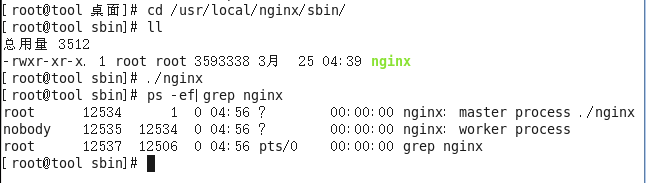 [root@tool 桌面]# cd /usr/local/nginx/sbin/
[root@tool sbin]# ll
总用量 3512
-rwxr-xr-x. 1 root root 3593338 3月  25 04:39 nginx
[root@tool sbin]# ./nginx
[root@tool sbin]# ps -ef|grep nginx
root     12534     1  0 04:56 ?        00:00:00 nginx: master process ./nginx
nobody   12535 12534  0 04:56 ?        00:00:00 nginx: worker process
root     12537 12506  0 04:56 pts/0    00:00:00 grep nginx
[root@tool sbin]#